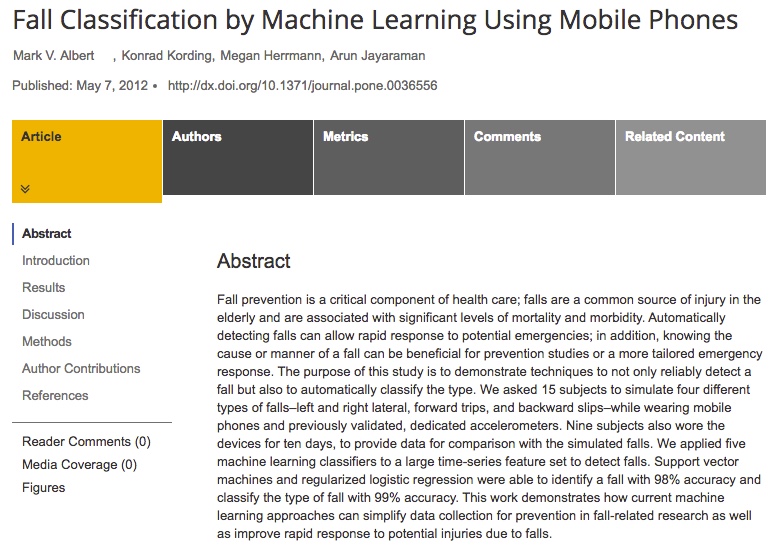 Fall Classification by Machine Learning Using Mobile Phones
Mark V. Albert , Konrad Kording, Megan Herrmann, Arun Jayaraman
Published: May 7, 2012 • http://dx.doi.org/10.1371/journal.pone.0036556
Article
Authors
Metrics
Comments
Related Content
Abstract
Introduction
Results
Discussion
Methods
Author Contributions
References
Reader Comments (0)
Media Coverage (0)
Figures
Abstract
Fall prevention is a critical component of health care; falls are a common source of injury in the
elderly and are associated with significant levels of mortality and morbidity. Automatically
detecting falls can allow rapid response to potential emergencies; in addition, knowing the
cause or manner of a fall can be beneficial for prevention studies or a more tailored emergency
response. The purpose of this study is to demonstrate techniques to not only reliably detect a
fall but also to automatically classify the type. We asked 15 subjects to simulate four different
types of falls–left and right lateral, forward trips, and backward slips–while wearing mobile
phones and previously validated, dedicated accelerometers. Nine subjects also wore the
devices for ten days, to provide data for comparison with the simulated falls. We applied five
machine learning classifiers to a large time-series feature set to detect falls. Support vector
machines and regularized logistic regression were able to identify a fall with 98% accuracy and
classify the type of fall with 99% accuracy. This work demonstrates how current machine
learning approaches can simplify data collection for prevention in fall-related research as well
as improve rapid response to potential injuries due to falls.